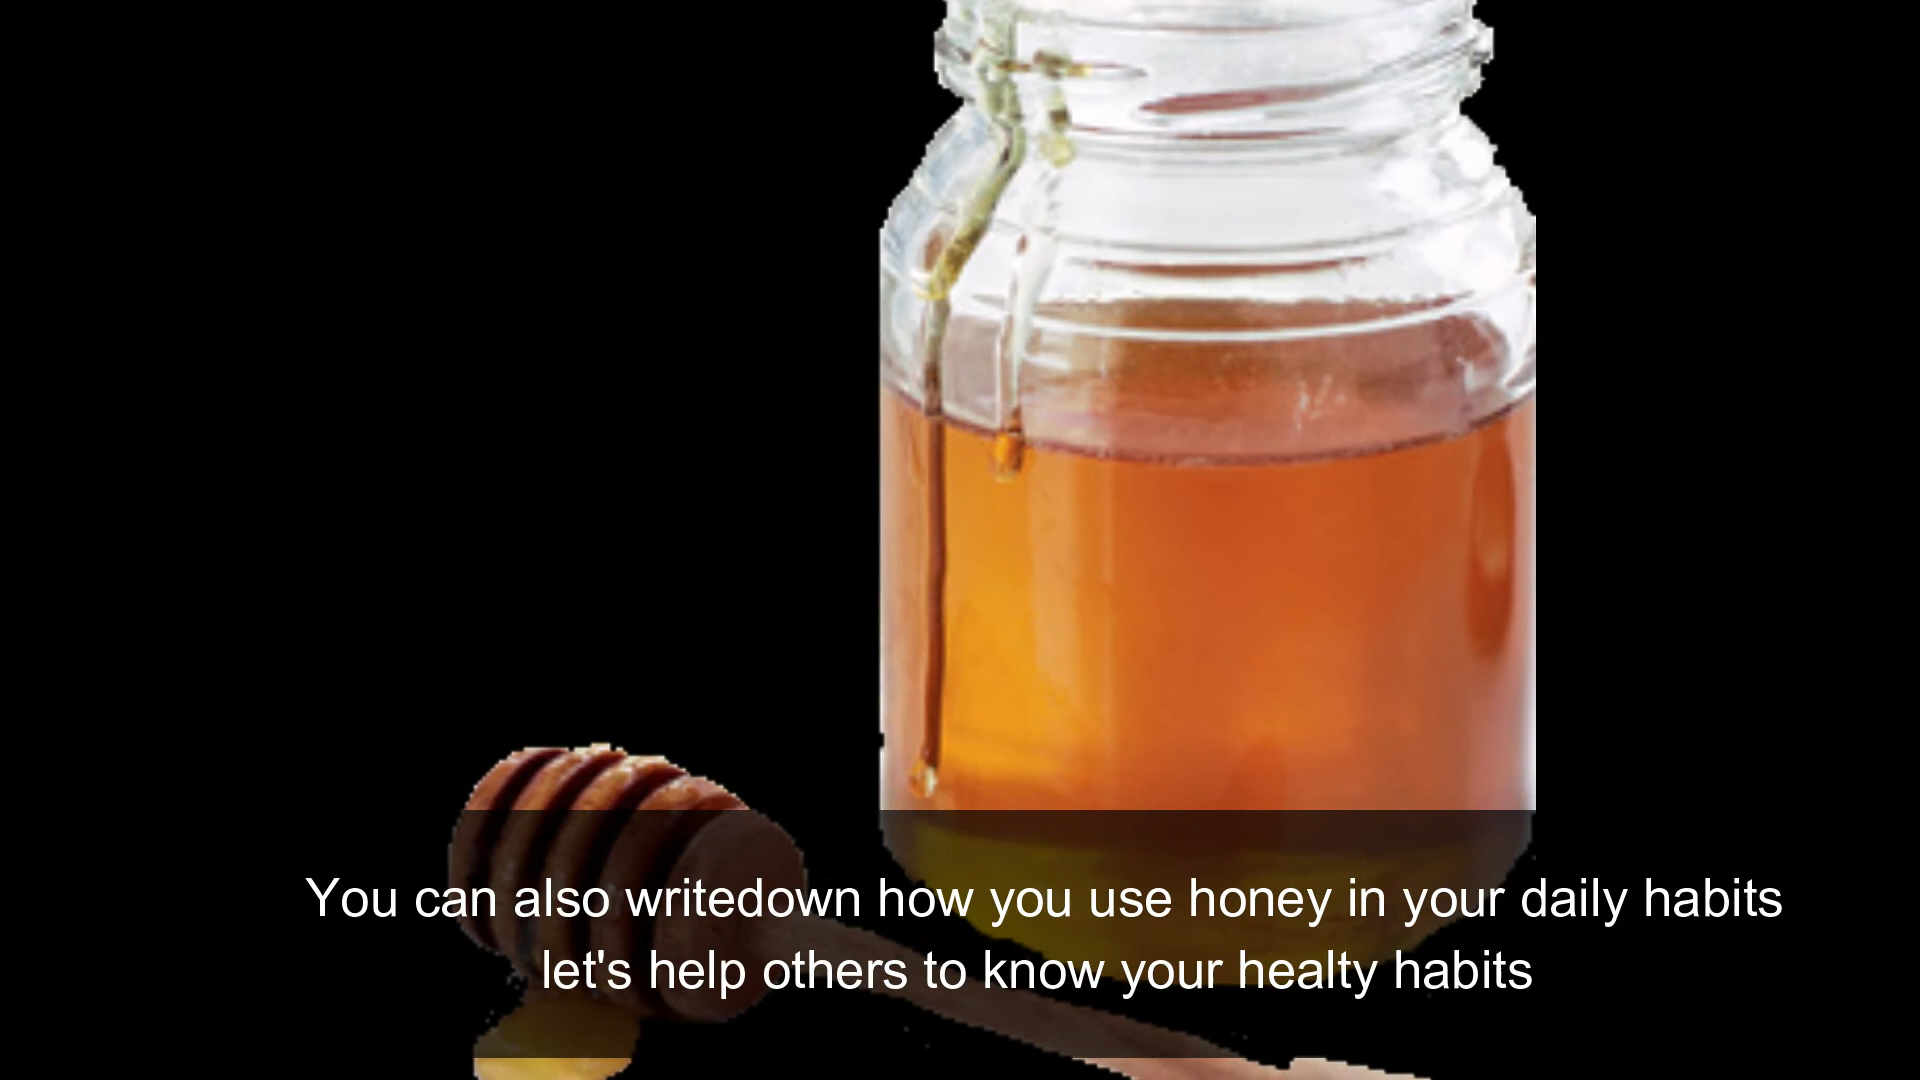 You can also writedown how you use honey in your daily habits
let's help others to know your healty habits